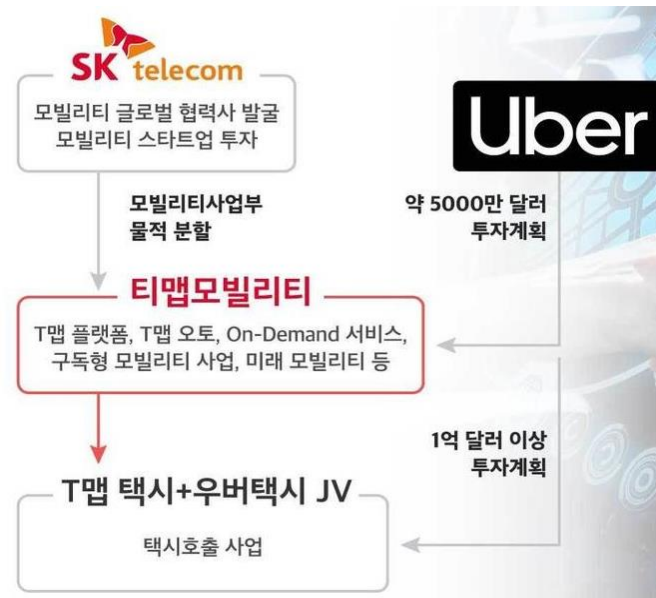 SK telecom
모빌리티 글로벌 협력사 발굴
모빌리티 스타트업 투자
Uber
모빌리티사업부
물적 분할
약 5000만 달러
투자계획
티맵모빌리티
T맵 플랫폼, T맵 오토, On-Demand 서비스,
구독형 모빌리티 사업, 미래 모빌리티 등
1억 달러 이상
투자계획
T맵 택시+우버택시 JV
택시호출 사업